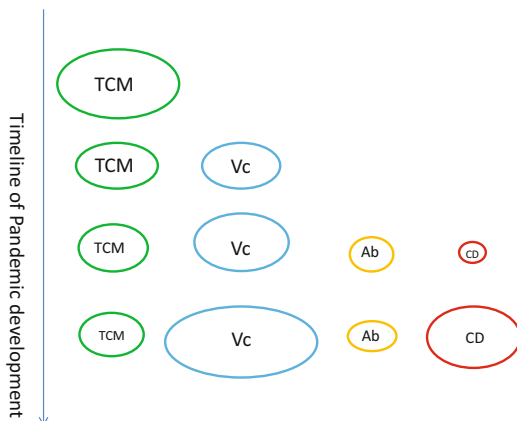 Timeline of Pandemic development
TCM
TCM Vc
TCM Vc Ab CD
TCM Vc Ab CD